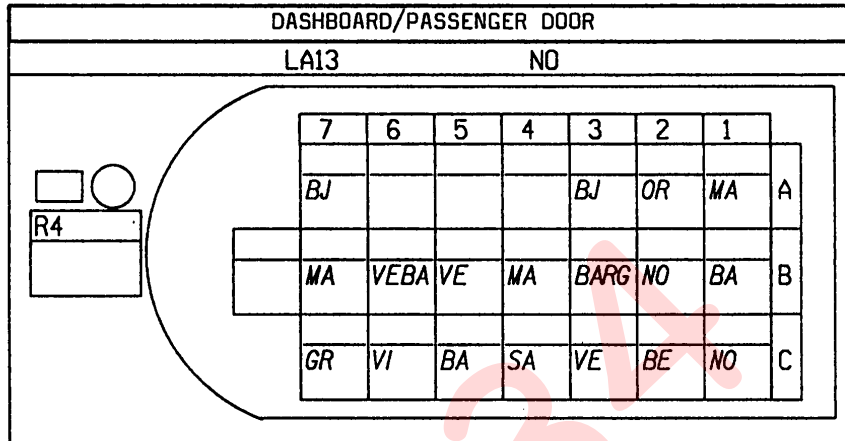 DASHBOARD/PASSENGER DOOR
LA13 NO
7 6 5 4 3 2 1
BJ BJ OR MA A
R4
MA VEBA VE MA BARG NO BA B
GR VI BA SA VE BE NO C
34